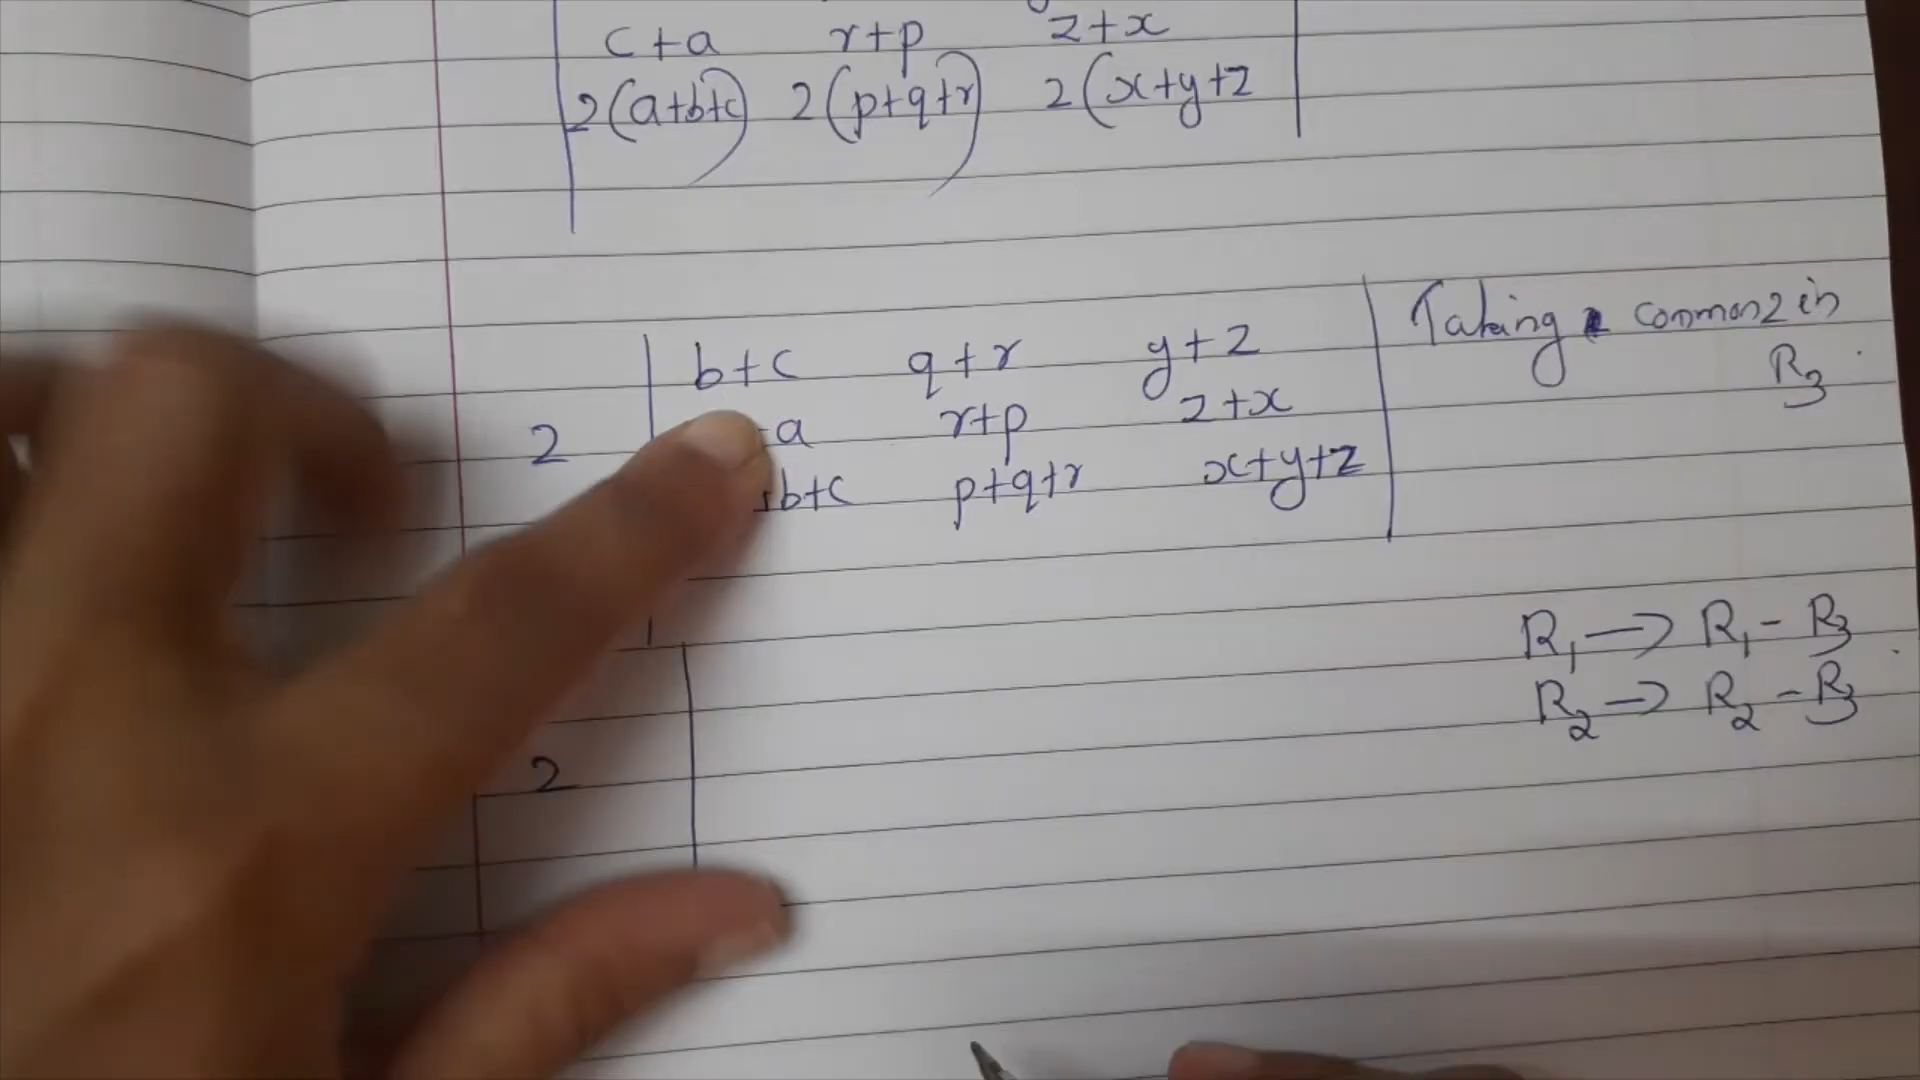 c+a r+p z+x
2(a+b+c) 2(p+q+r) 2(x+y+z
b+c q+r y+z Taking common 2 in
R3
2 a r+p z+x
+b+c p+q+r x+y+z
R1 → R1 - R3
R2 → R2 - R3
2